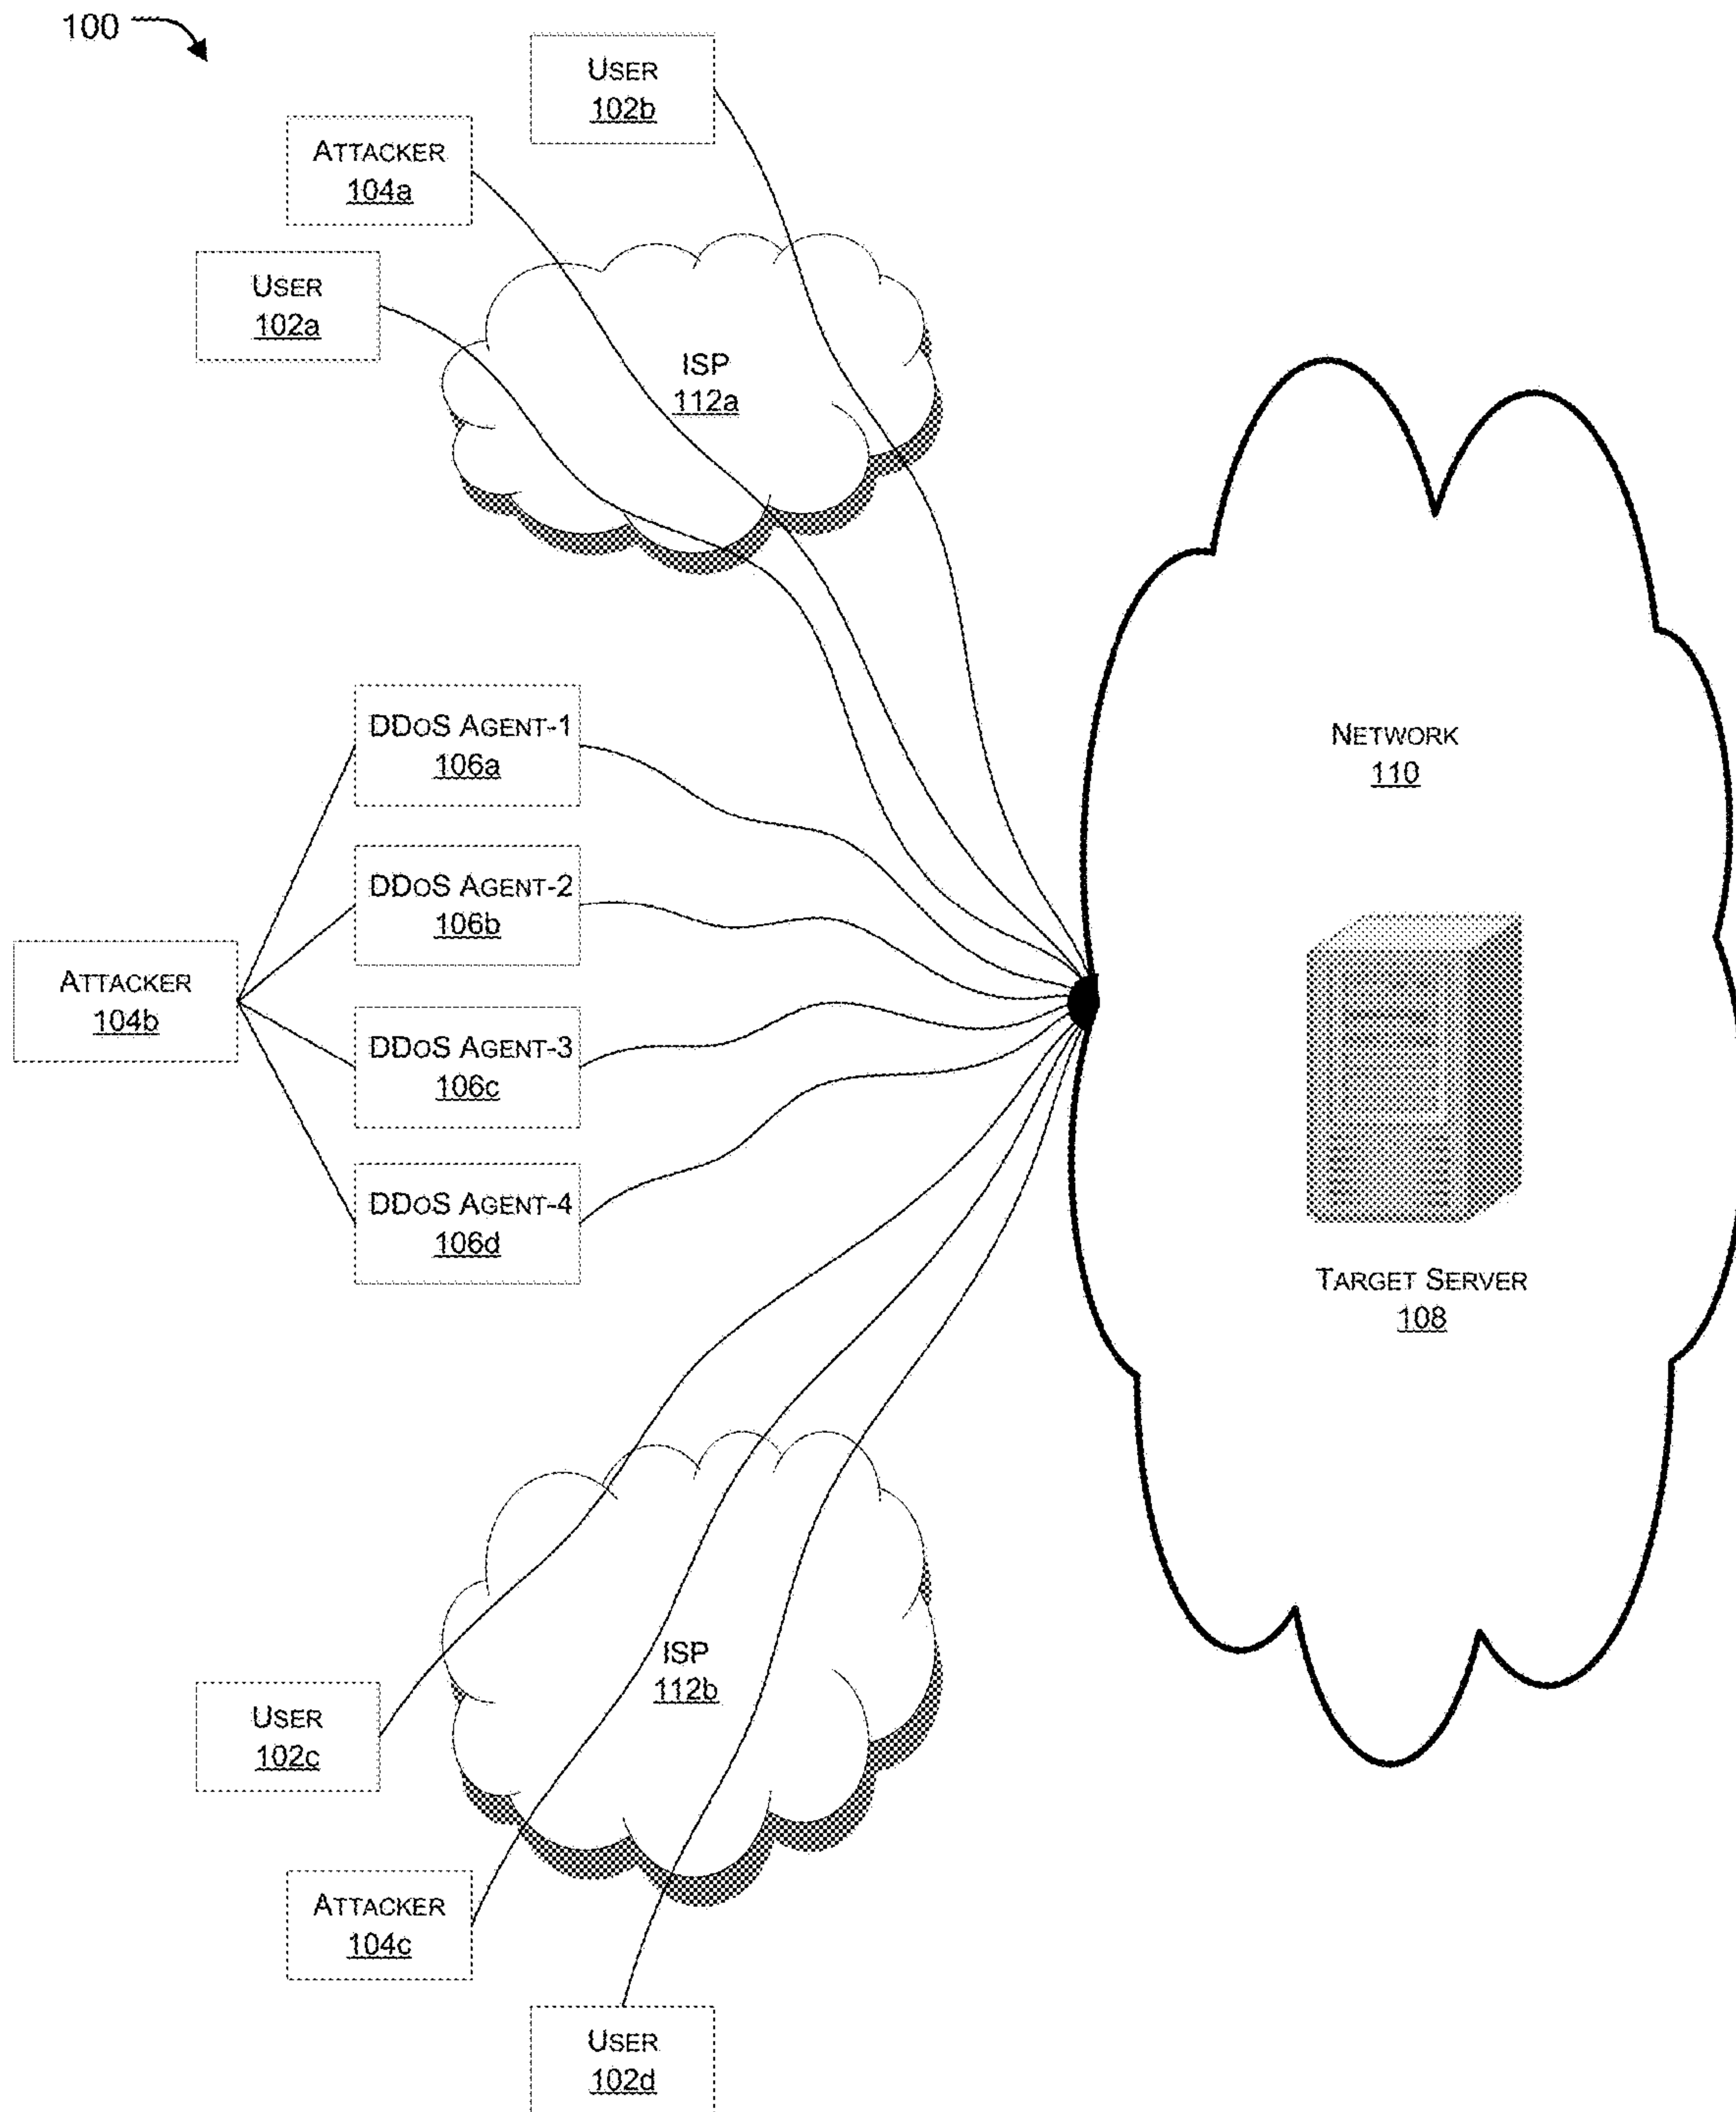 100
USER
102b
ATTACKER
104a
USER
102a
ISP
112a
DDOS AGENT-1
106a
NETWORK
110
DDOS AGENT-2
106b
ATTACKER
104b
DDOS AGENT-3
106c
DDOS AGENT-4
106d
TARGET SERVER
108
ISP
112b
USER
102c
ATTACKER
104c
USER
102d